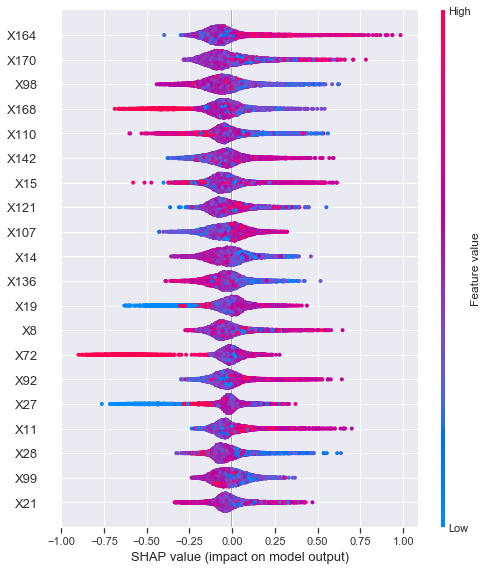 High
X164
X170
X98
X168
X110
X142
X15
X121
X107
X14
X136
X19
X8
X72
X92
X27
X11
X28
X99
X21
Feature value
Low
−1.00 −0.75 −0.50 −0.25 0.00 0.25 0.50 0.75 1.00
SHAP value (impact on model output)